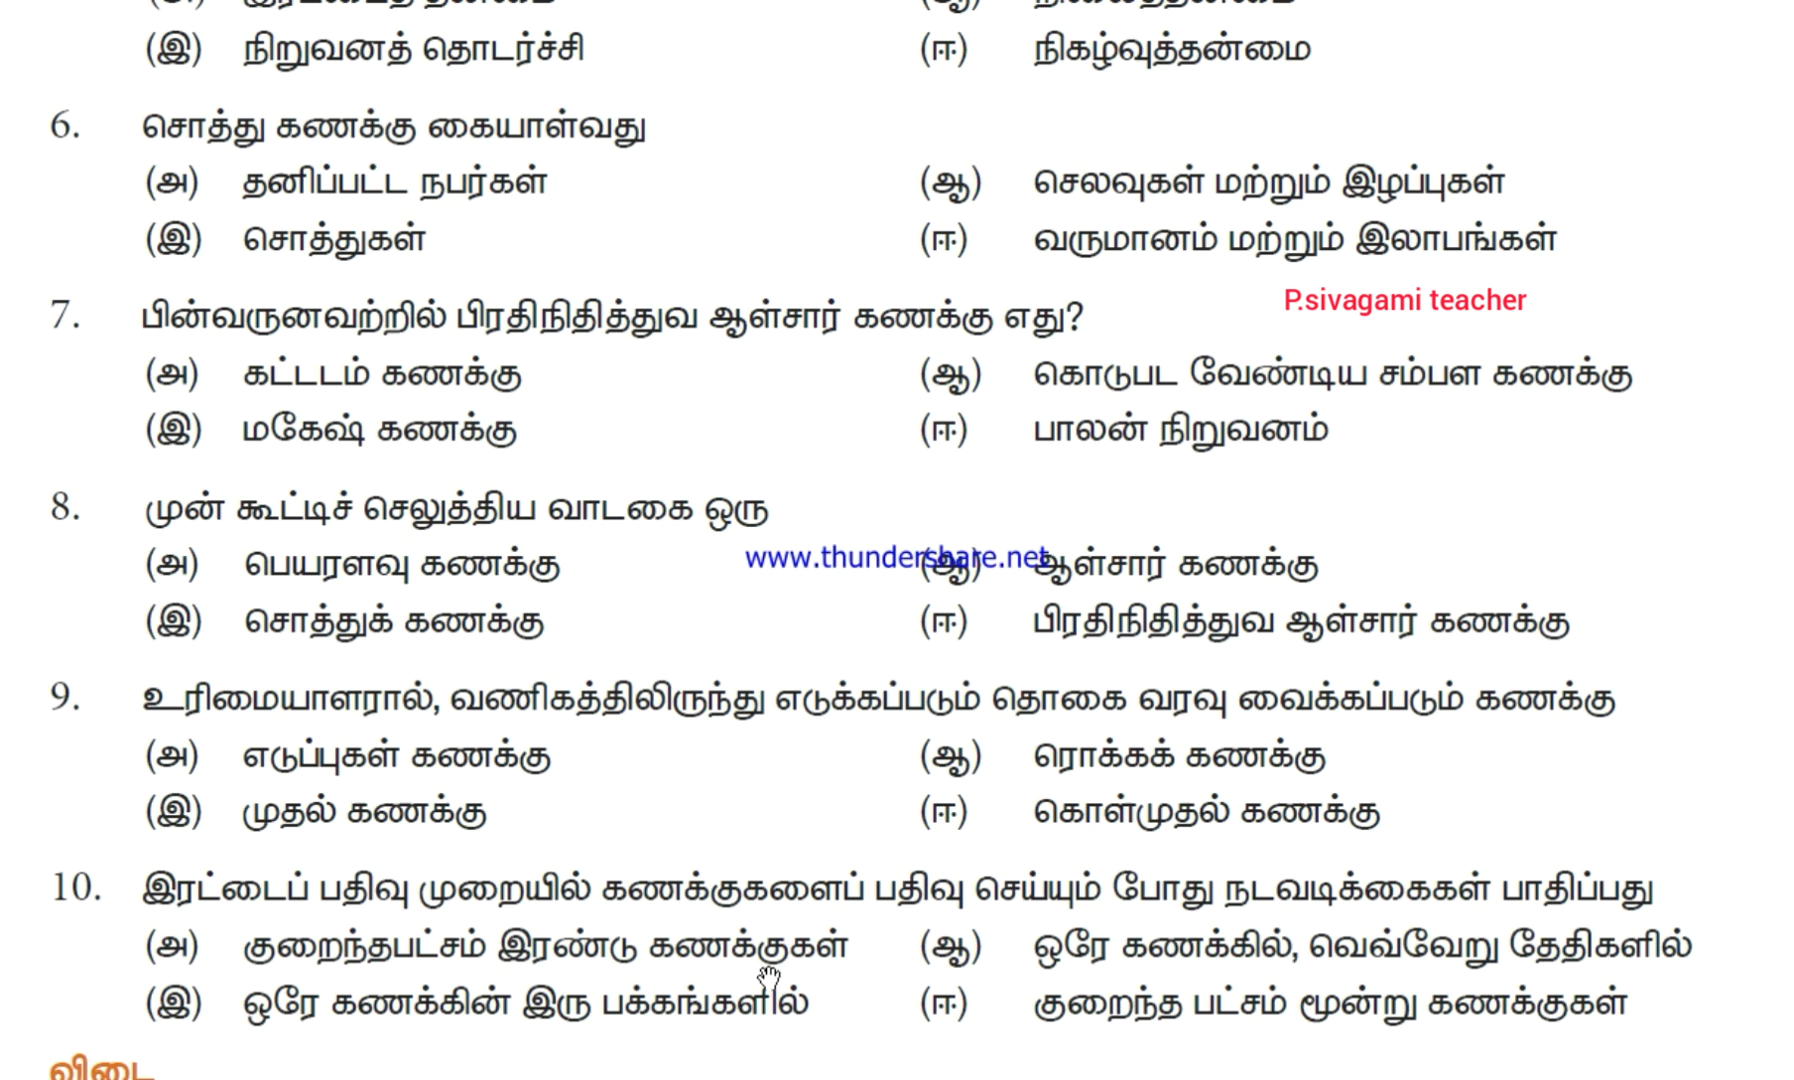 (இ) நிறுவனத் தொடர்ச்சி (ஈ) நிகழ்வுத்தன்மை
6. சொத்து கணக்கு கையாள்வது
(அ) தனிப்பட்ட நபர்கள் (ஆ) செலவுகள் மற்றும் இழப்புகள்
(இ) சொத்துகள் (ஈ) வருமானம் மற்றும் இலாபங்கள்
P.sivagami teacher
7. பின்வருனவற்றில் பிரதிநிதித்துவ ஆள்சார் கணக்கு எது?
(அ) கட்டடம் கணக்கு (ஆ) கொடுபட வேண்டிய சம்பள கணக்கு
(இ) மகேஷ் கணக்கு (ஈ) பாலன் நிறுவனம்
8. முன் கூட்டிச் செலுத்திய வாடகை ஒரு
www.thundershare.net
(அ) பெயரளவு கணக்கு (ஆ) ஆள்சார் கணக்கு
(இ) சொத்துக் கணக்கு (ஈ) பிரதிநிதித்துவ ஆள்சார் கணக்கு
9. உரிமையாளரால், வணிகத்திலிருந்து எடுக்கப்படும் தொகை வரவு வைக்கப்படும் கணக்கு
(அ) எடுப்புகள் கணக்கு (ஆ) ரொக்கக் கணக்கு
(இ) முதல் கணக்கு (ஈ) கொள்முதல் கணக்கு
10. இரட்டைப் பதிவு முறையில் கணக்குகளைப் பதிவு செய்யும் போது நடவடிக்கைகள் பாதிப்பது
(அ) குறைந்தபட்சம் இரண்டு கணக்குகள் (ஆ) ஒரே கணக்கில், வெவ்வேறு தேதிகளில்
(இ) ஒரே கணக்கின் இரு பக்கங்களில் (ஈ) குறைந்த பட்சம் மூன்று கணக்குகள்
விடை